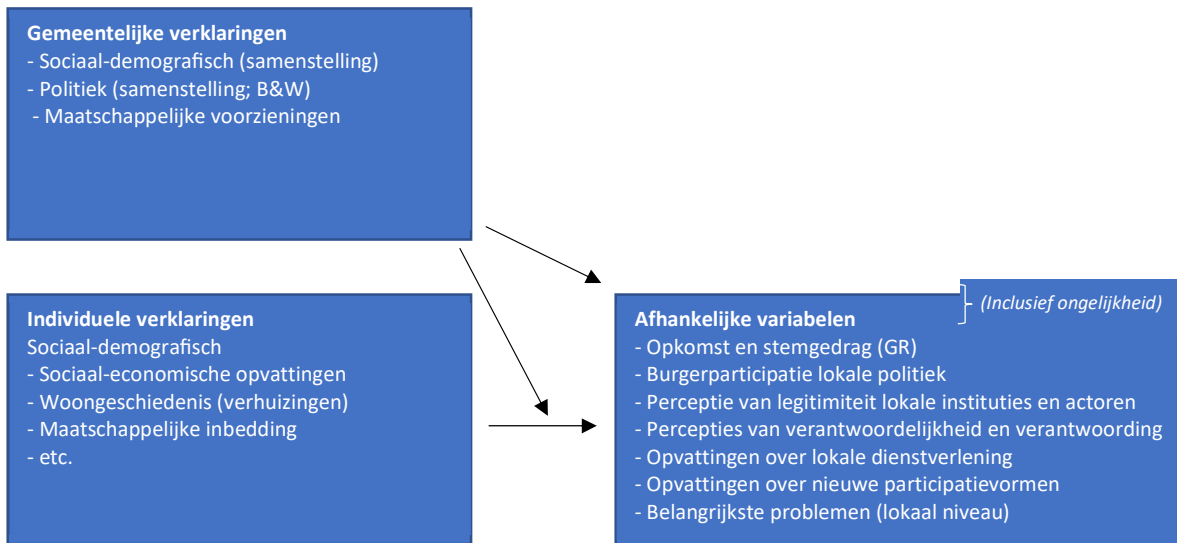 Gemeentelijke verklaringen
- Sociaal-demografisch (samenstelling)
- Politiek (samenstelling; B&W)
- Maatschappelijke voorzieningen
Individuele verklaringen
Sociaal-demografisch
- Sociaal-economische opvattingen
- Woongeschiedenis (verhuizingen)
- Maatschappelijke inbedding
- etc.
(Inclusief ongelijkheid)
Afhankelijke variabelen
- Opkomst en stemgedrag (GR)
- Burgerparticipatie lokale politiek
- Perceptie van legitimiteit lokale instituties en actoren
- Percepties van verantwoordelijkheid en verantwoording
- Opvattingen over lokale dienstverlening
- Opvattingen over nieuwe participatievormen
- Belangrijkste problemen (lokaal niveau)